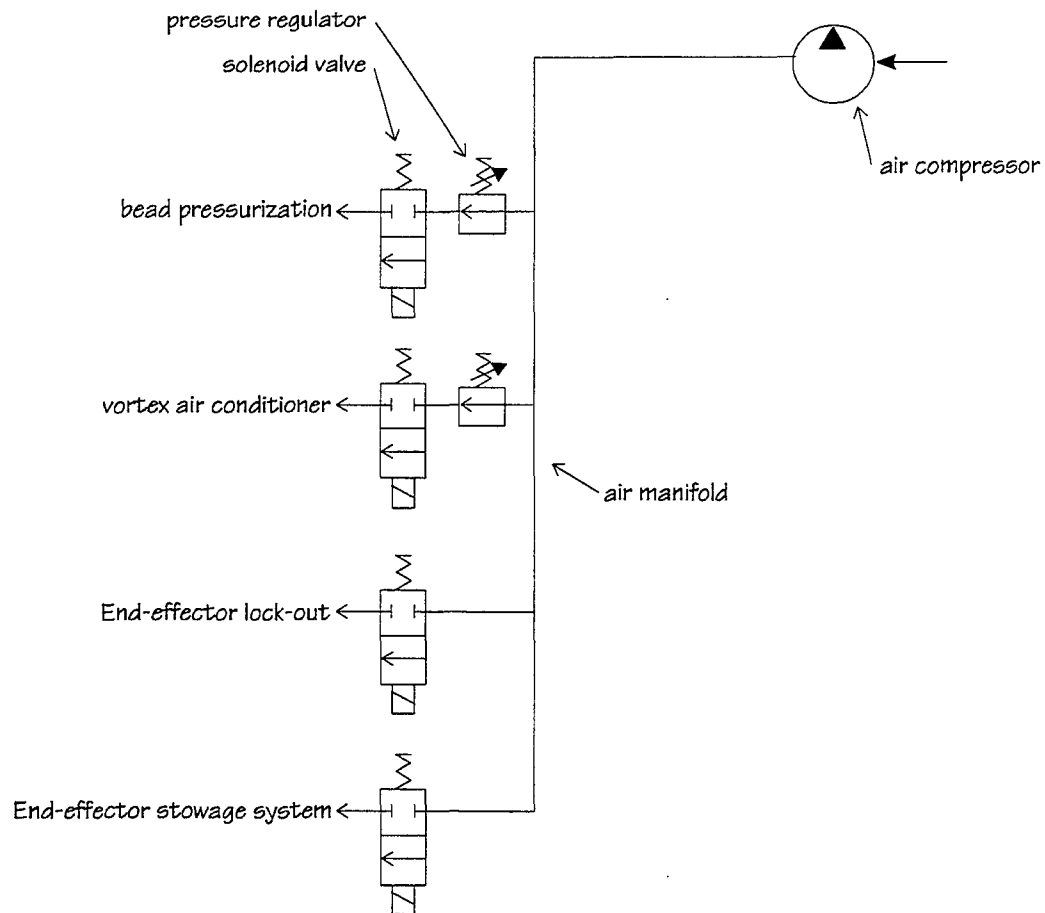 pressure regulator
solenoid valve
air compressor
bead pressurization
vortex air conditioner
air manifold
End-effector lock-out
End-effector stowage system